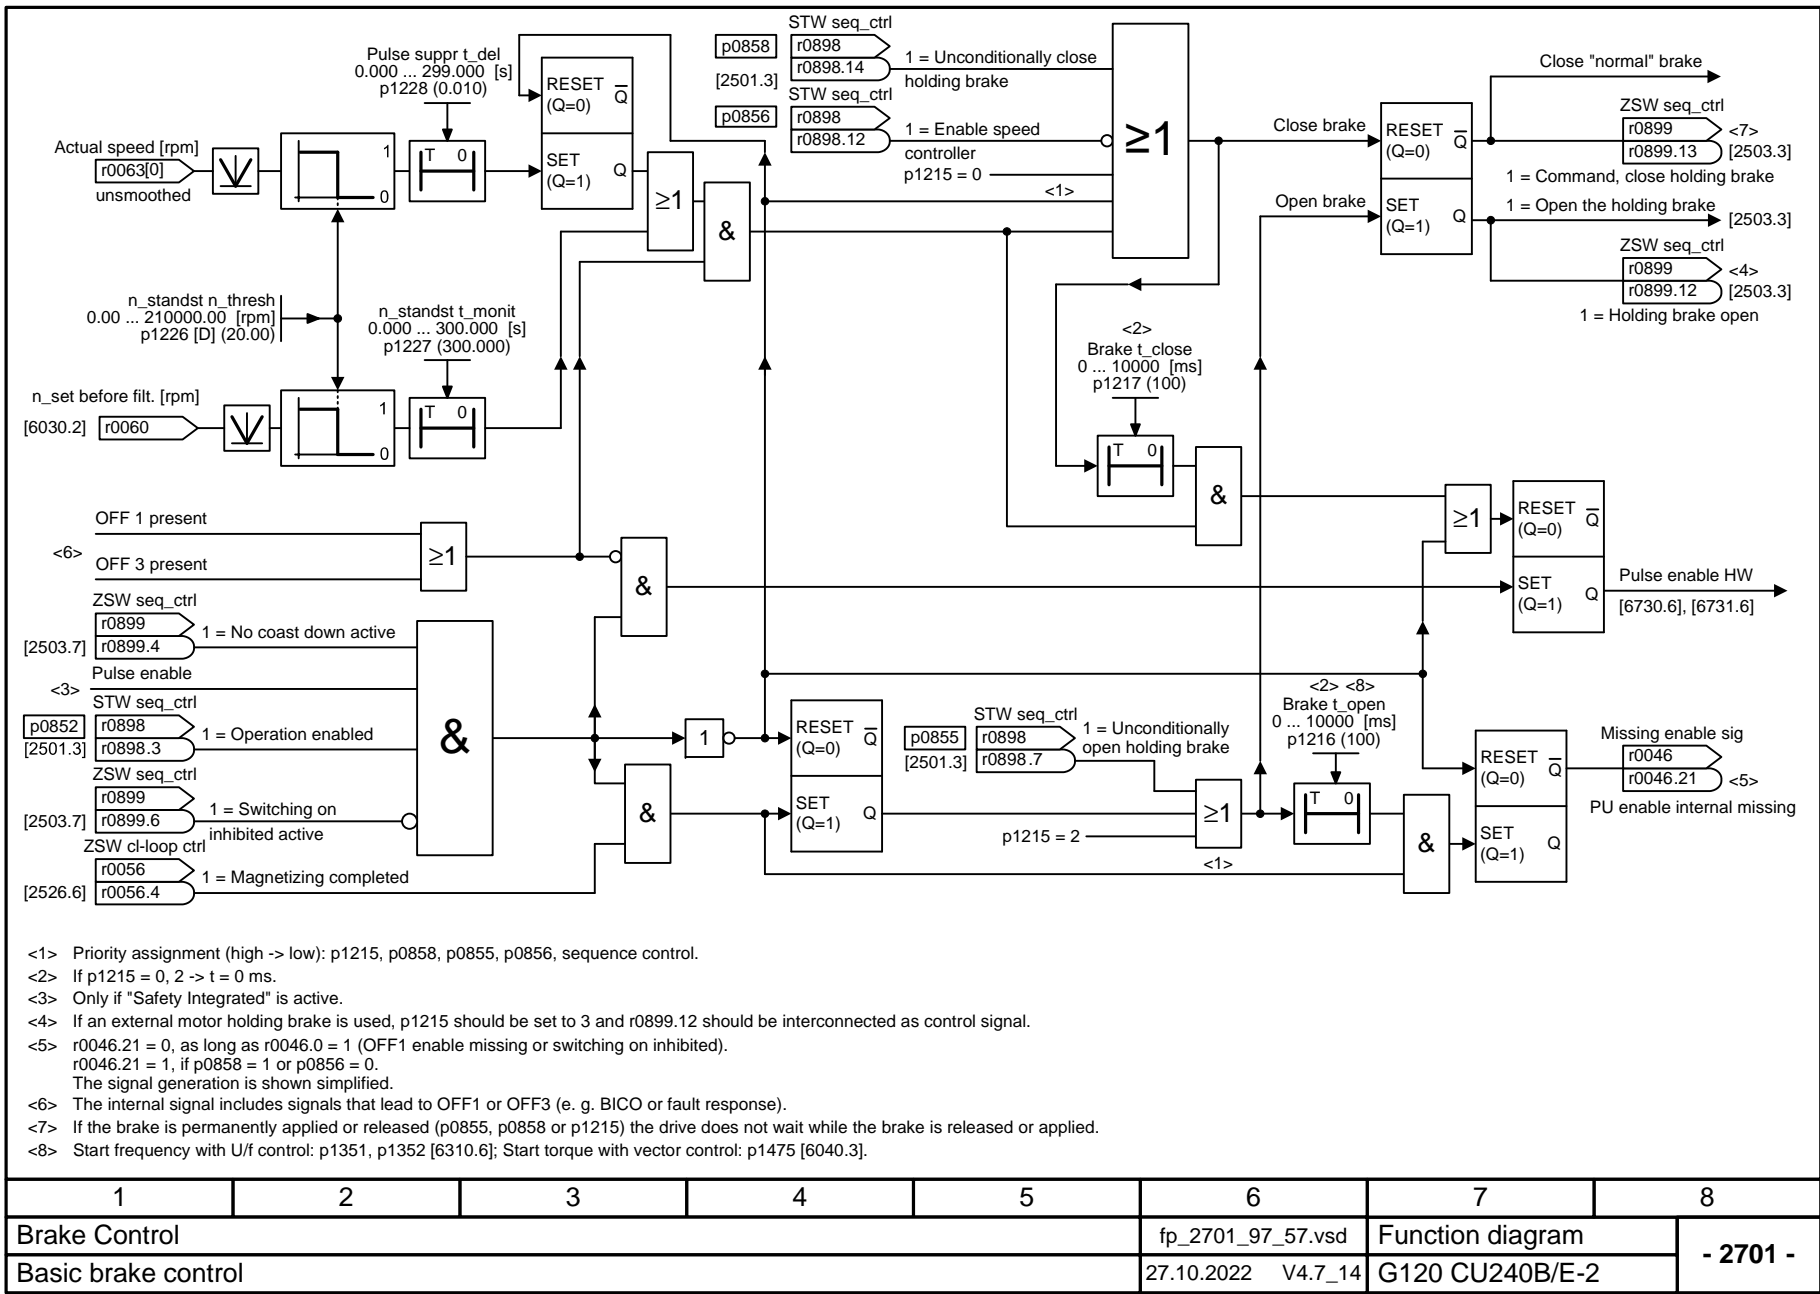 STW seq_ctrl
p0858
r0898
r0898.14
[2501.3]
1 = Unconditionally close
holding brake
STW seq_ctrl
p0856
r0898
r0898.12
1 = Enable speed
controller
p1215 = 0
<1>
≥1
Pulse suppr t_del
0.000 ... 299.000 [s]
p1228 (0.010)
RESET
(Q=0)
Q
SET
(Q=1)
Q
Actual speed [rpm]
r0063[0]
unsmoothed
1
0
T 0
≥1
&
Close brake
Open brake
RESET
(Q=0)
Q
SET
(Q=1)
Q
Close "normal" brake
ZSW seq_ctrl
r0899
<7>
r0899.13
[2503.3]
1 = Command, close holding brake
1 = Open the holding brake
[2503.3]
ZSW seq_ctrl
r0899
<4>
r0899.12
[2503.3]
1 = Holding brake open
n_standst n_thresh
0.00 ... 210000.00 [rpm]
p1226 [D] (20.00)
n_standst t_monit
0.000 ... 300.000 [s]
p1227 (300.000)
n_set before filt. [rpm]
[6030.2]
r0060
1
0
T 0
<2>
Brake t_close
0 ... 10000 [ms]
p1217 (100)
T 0
&
≥1
RESET
(Q=0)
Q
SET
(Q=1)
Q
Pulse enable HW
[6730.6], [6731.6]
OFF 1 present
<6>
OFF 3 present
≥1
&
ZSW seq_ctrl
r0899
[2503.7]
r0899.4
1 = No coast down active
Pulse enable
<3>
STW seq_ctrl
p0852
r0898
[2501.3]
r0898.3
1 = Operation enabled
ZSW seq_ctrl
r0899
[2503.7]
r0899.6
1 = Switching on
inhibited active
ZSW cl-loop ctrl
r0056
[2526.6]
r0056.4
1 = Magnetizing completed
&
1
&
RESET
(Q=0)
Q
SET
(Q=1)
Q
STW seq_ctrl
p0855
r0898
[2501.3]
r0898.7
1 = Unconditionally
open holding brake
p1215 = 2
≥1
<1>
<2> <8>
Brake t_open
0 ... 10000 [ms]
p1216 (100)
T 0
&
RESET
(Q=0)
Q
SET
(Q=1)
Q
Missing enable sig
r0046
r0046.21
<5>
PU enable internal missing
<1> Priority assignment (high -> low): p1215, p0858, p0855, p0856, sequence control.
<2> If p1215 = 0, 2 -> t = 0 ms.
<3> Only if "Safety Integrated" is active.
<4> If an external motor holding brake is used, p1215 should be set to 3 and r0899.12 should be interconnected as control signal.
<5> r0046.21 = 0, as long as r0046.0 = 1 (OFF1 enable missing or switching on inhibited).
r0046.21 = 1, if p0858 = 1 or p0856 = 0.
The signal generation is shown simplified.
<6> The internal signal includes signals that lead to OFF1 or OFF3 (e. g. BICO or fault response).
<7> If the brake is permanently applied or released (p0855, p0858 or p1215) the drive does not wait while the brake is released or applied.
<8> Start frequency with U/f control: p1351, p1352 [6310.6]; Start torque with vector control: p1475 [6040.3].
1 2 3 4 5 6 7 8
Brake Control
fp_2701_97_57.vsd
Function diagram
- 2701 -
Basic brake control
27.10.2022 V4.7_14
G120 CU240B/E-2